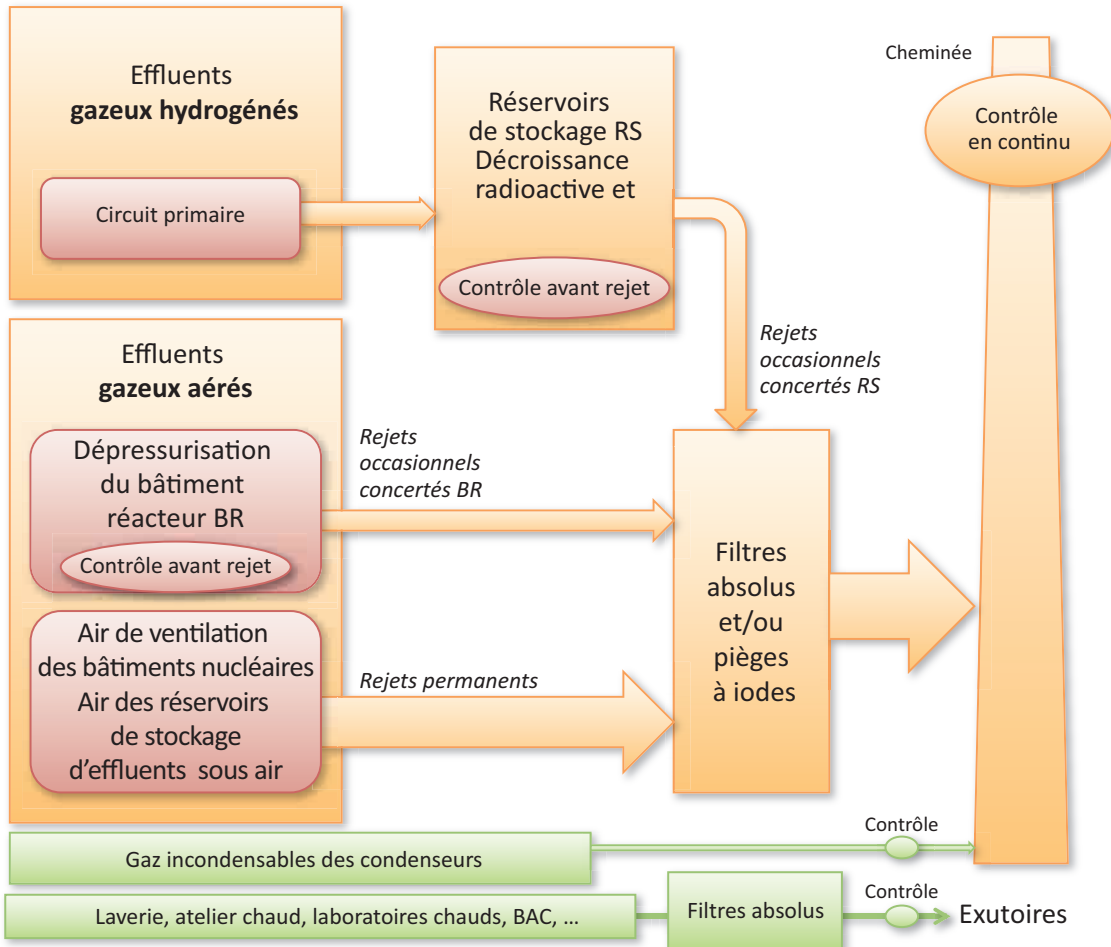 Effluents
gazeux hydrogénés
Circuit primaire
Réservoirs
de stockage RS
Décroissance
radioactive et
Contrôle avant rejet
Cheminée
Contrôle
en continu
Rejets
occasionnels
concertés RS
Effluents
gazeux aérés
Dépressurisation
du bâtiment
réacteur BR
Contrôle avant rejet
Rejets
occasionnels
concertés BR
Air de ventilation
des bâtiments nucléaires
Air des réservoirs
de stockage
d'effluents sous air
Rejets permanents
Filtres
absolus
et/ou
pièges
à iodes
Gaz incondensables des condenseurs
Contrôle
Laverie, atelier chaud, laboratoires chauds, BAC, ...
Filtres absolus
Contrôle
Exutoires